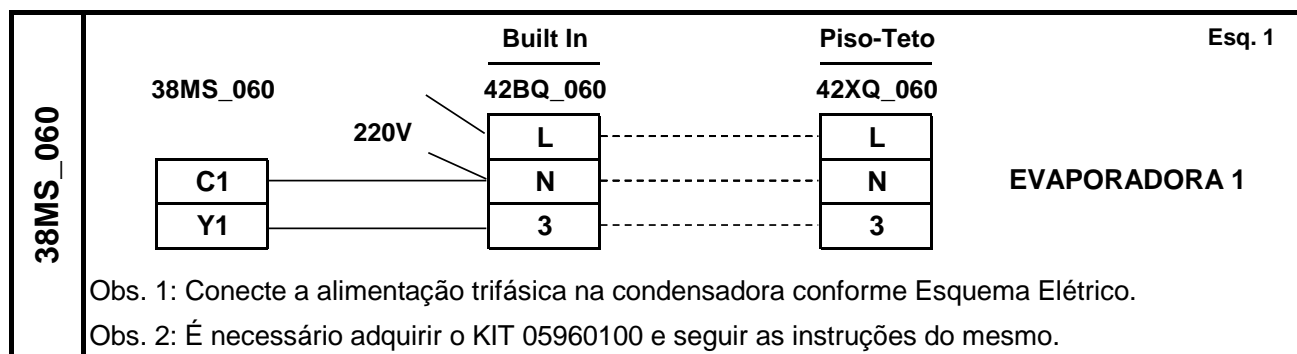 38MS_060
Built In
Piso-Teto
Esq. 1
38MS_060
42BQ_060
42XQ_060
220V
L
L
C1
N
N
EVAPORADORA 1
Y1
3
3
Obs. 1: Conecte a alimentação trifásica na condensadora conforme Esquema Elétrico.
Obs. 2: É necessário adquirir o KIT 05960100 e seguir as instruções do mesmo.